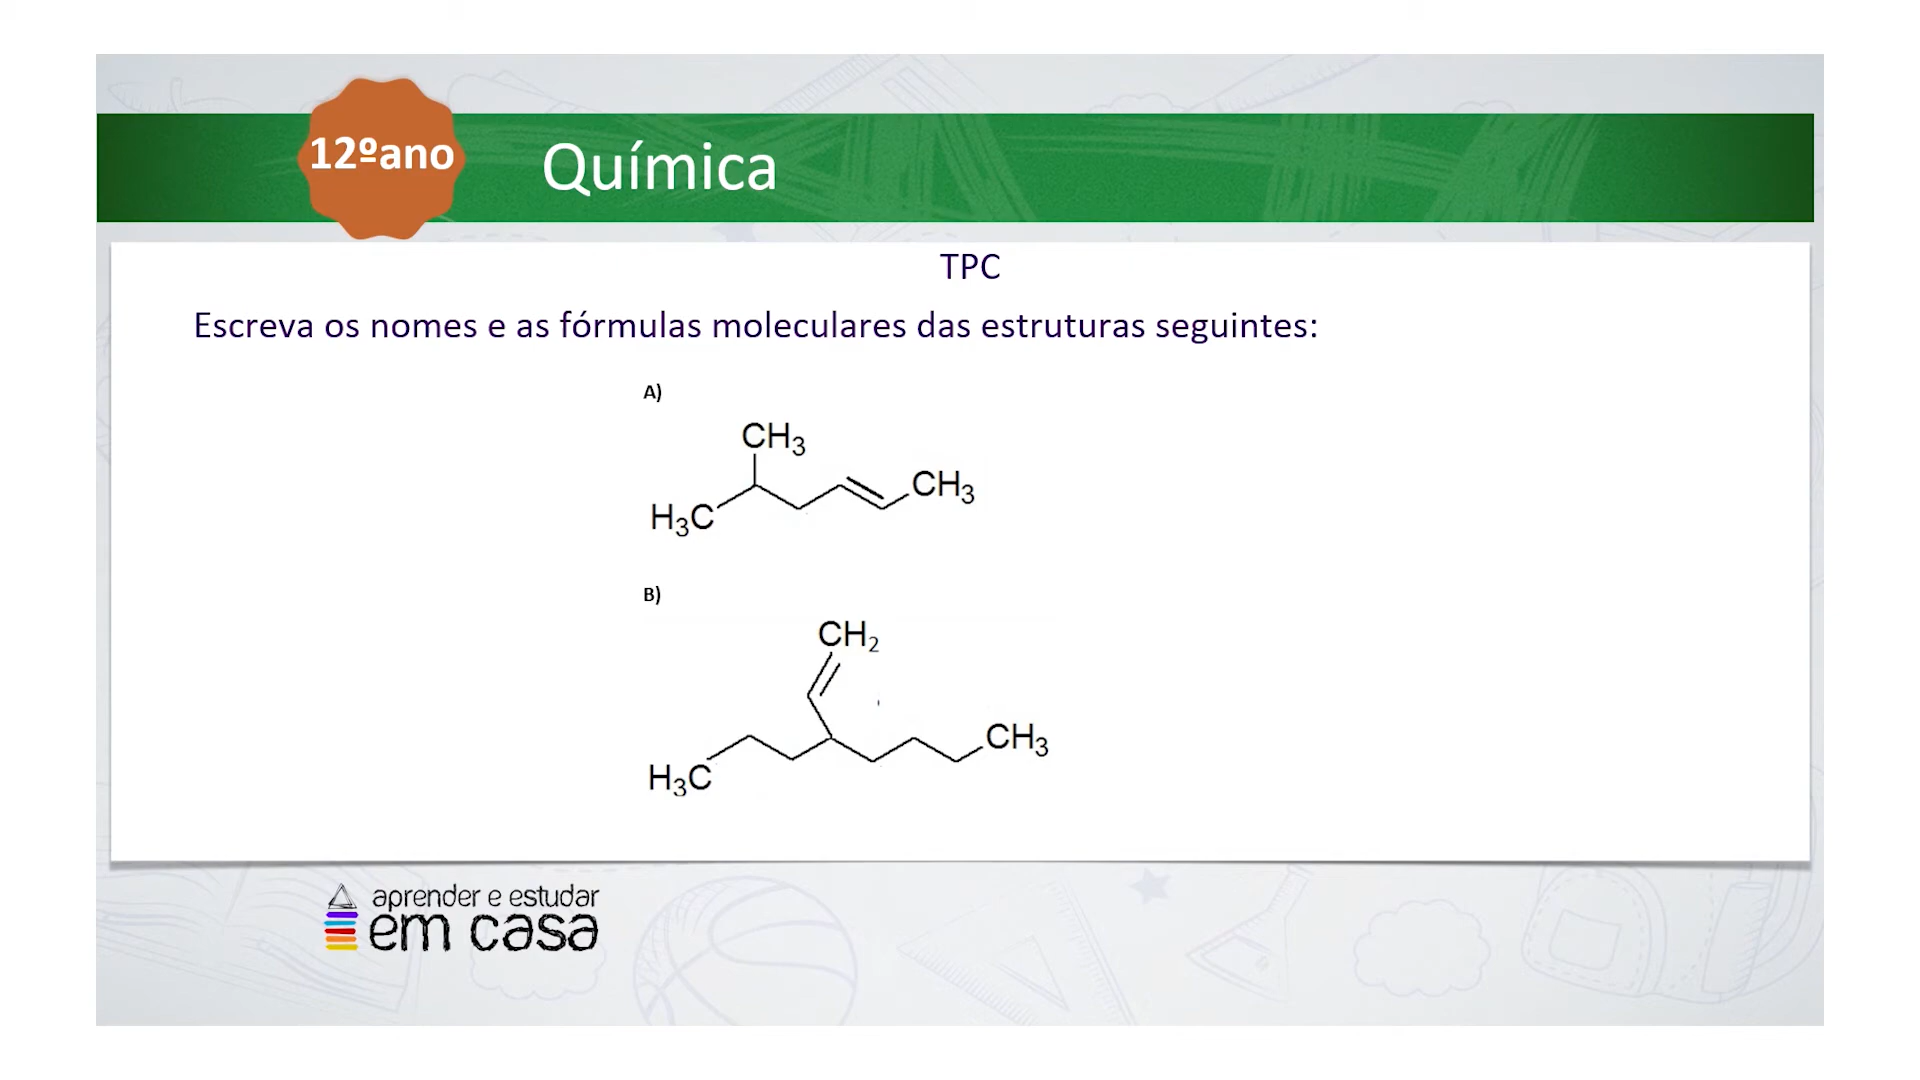 12ºano
Química
TPC
Escreva os nomes e as fórmulas moleculares das estruturas seguintes:
A)
CH3
CH3
H3C
B)
CH2
CH3
H3C
aprender e estudar
em casa